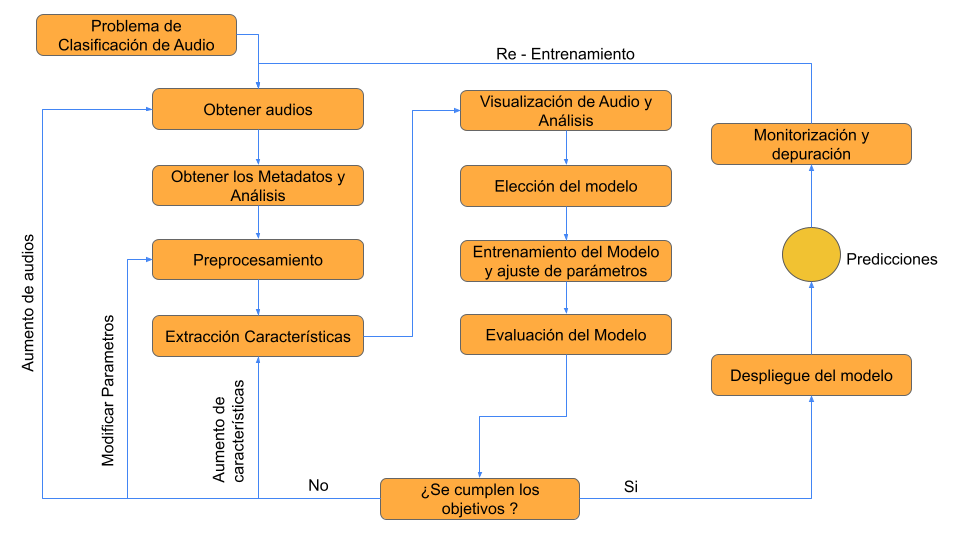 Problema de
Clasificación de Audio
Re - Entrenamiento
Obtener audios
Visualización de Audio y
Análisis
Monitorización y
depuración
Obtener los Metadatos y
Análisis
Elección del modelo
Preprocesamiento
Entrenamiento del Modelo
y ajuste de parámetros
Predicciones
Aumento de audios
Extracción Características
Evaluación del Modelo
Modificar Parametros
Aumento de
características
Despliegue del modelo
No
¿Se cumplen los
objetivos ?
Si